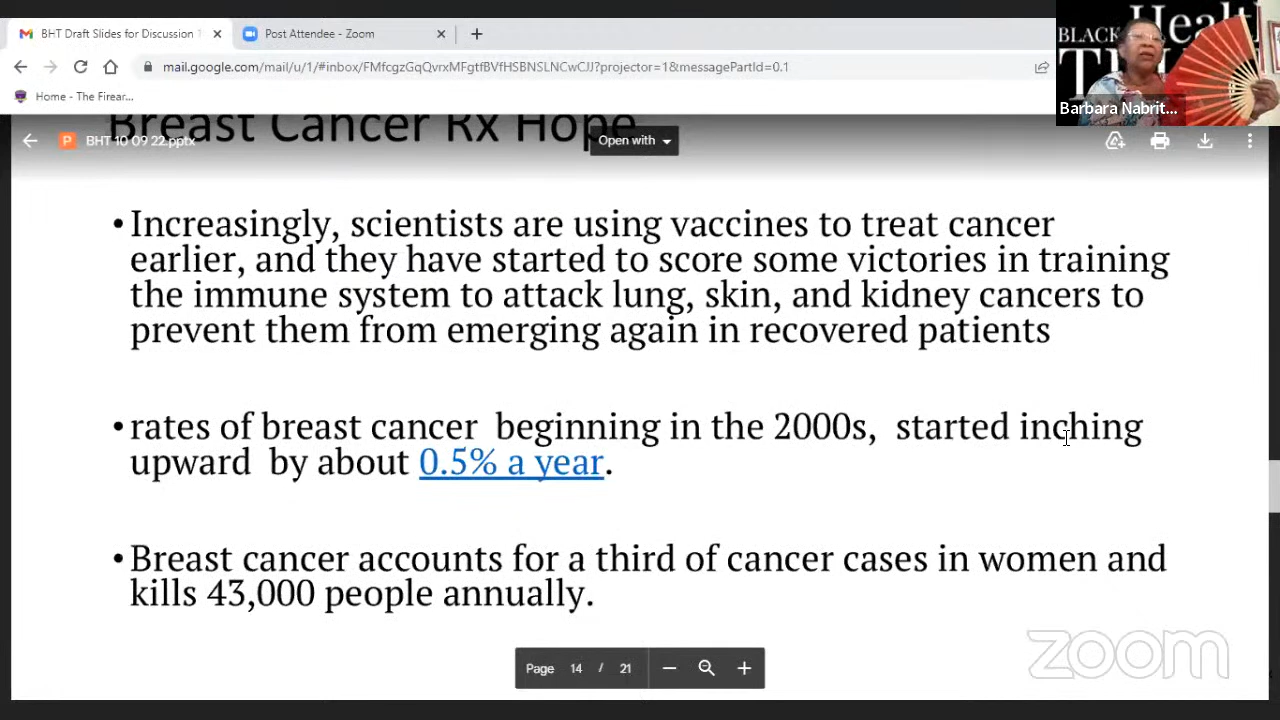 BHT Draft Slides for Discussion 1
Post Attendee - Zoom
mail.google.com/mail/u/1/#inbox/FMfcgzGqQvrxMFgtfBVfHSBNSLNCwCJJ?projector=1&messagePartId=0.1
Home - The Firear...
BLACK Health
Barbara Nabrit...
Breast Cancer Rx Hope
BHT 10 09 22.pptx
Open with
•Increasingly, scientists are using vaccines to treat cancer
earlier, and they have started to score some victories in training
the immune system to attack lung, skin, and kidney cancers to
prevent them from emerging again in recovered patients
•rates of breast cancer beginning in the 2000s, started inching
upward by about 0.5% a year.
•Breast cancer accounts for a third of cancer cases in women and
kills 43,000 people annually.
Page 14 / 21
zoom